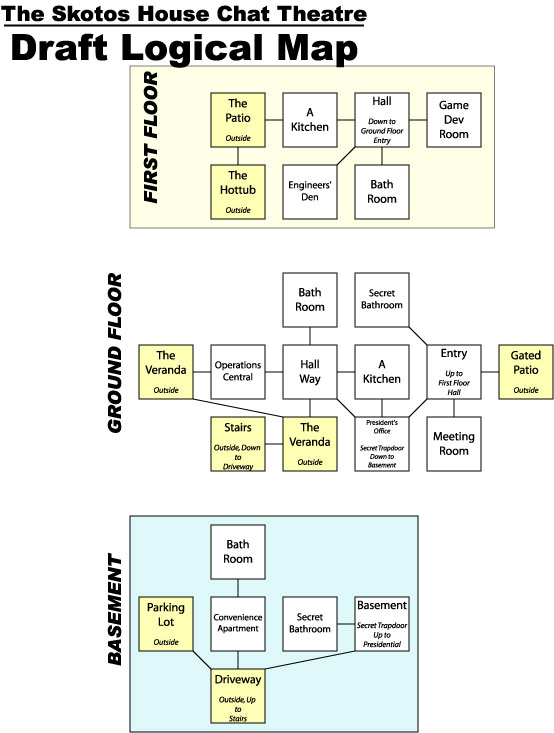 The Skotos House Chat Theatre
Draft Logical Map
FIRST FLOOR
The
Patio
Outside
A
Kitchen
Hall
Down to
Ground Floor
Entry
Game
Dev
Room
The
Hottub
Outside
Engineers'
Den
Bath
Room
GROUND FLOOR
Bath
Room
Secret
Bathroom
The
Veranda
Outside
Operations
Central
Hall
Way
A
Kitchen
Entry
Up to
First Floor
Hall
Gated
Patio
Outside
Stairs
Outside, Down
to
Driveway
The
Veranda
Outside
President's
Office
Secret Trapdoor
Down to
Basement
Meeting
Room
BASEMENT
Bath
Room
Parking
Lot
Outside
Convenience
Apartment
Secret
Bathroom
Basement
Secret Trapdoor
Up to
Presidential
Driveway
Outside, Up
to
Stairs